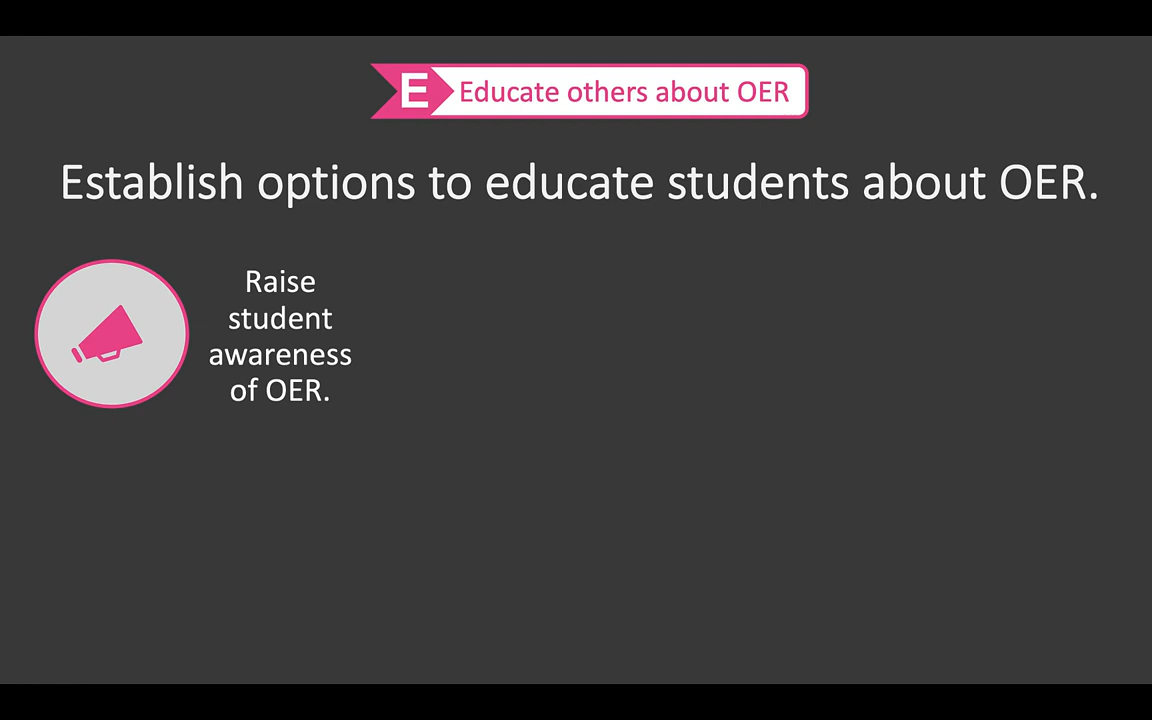 E Educate others about OER
Establish options to educate students about OER.
Raise
student
awareness
of OER.